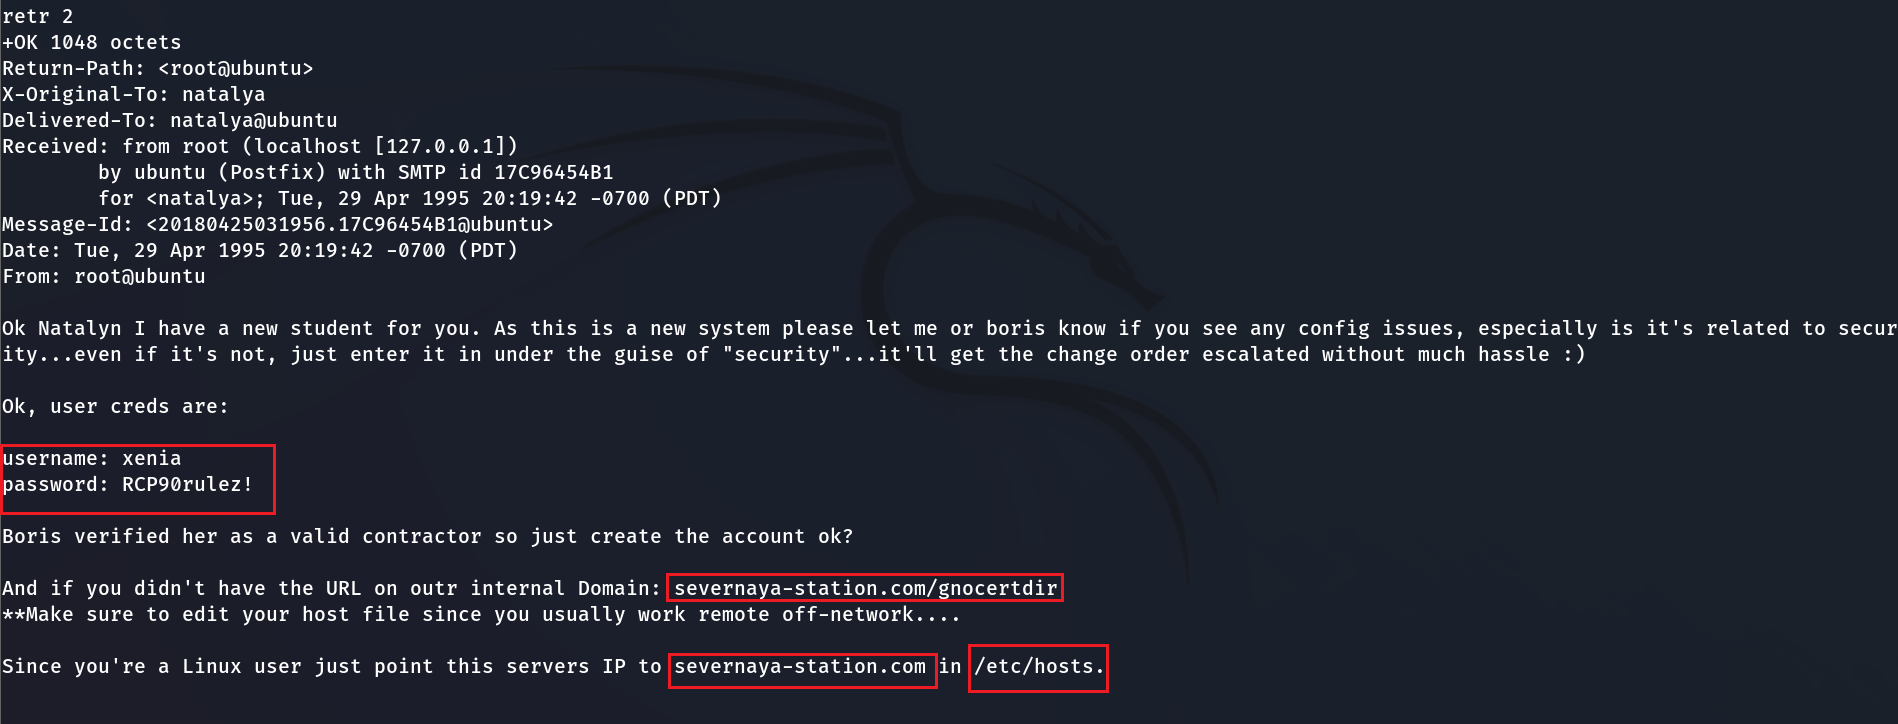 retr 2
+OK 1048 octets
Return-Path: <root@ubuntu>
X-Original-To: natalya
Delivered-To: natalya@ubuntu
Received: from root (localhost [127.0.0.1])
        by ubuntu (Postfix) with SMTP id 17C96454B1
        for <natalya>; Tue, 29 Apr 1995 20:19:42 -0700 (PDT)
Message-Id: <20180425031956.17C96454B1@ubuntu>
Date: Tue, 29 Apr 1995 20:19:42 -0700 (PDT)
From: root@ubuntu

Ok Natalyn I have a new student for you. As this is a new system please let me or boris know if you see any config issues, especially is it's related to secur
ity...even if it's not, just enter it in under the guise of "security"...it'll get the change order escalated without much hassle :)

Ok, user creds are:

username: xenia
password: RCP90rulez!

Boris verified her as a valid contractor so just create the account ok?

And if you didn't have the URL on outr internal Domain: severnaya-station.com/gnocertdir
**Make sure to edit your host file since you usually work remote off-network....

Since you're a Linux user just point this servers IP to severnaya-station.com in /etc/hosts.